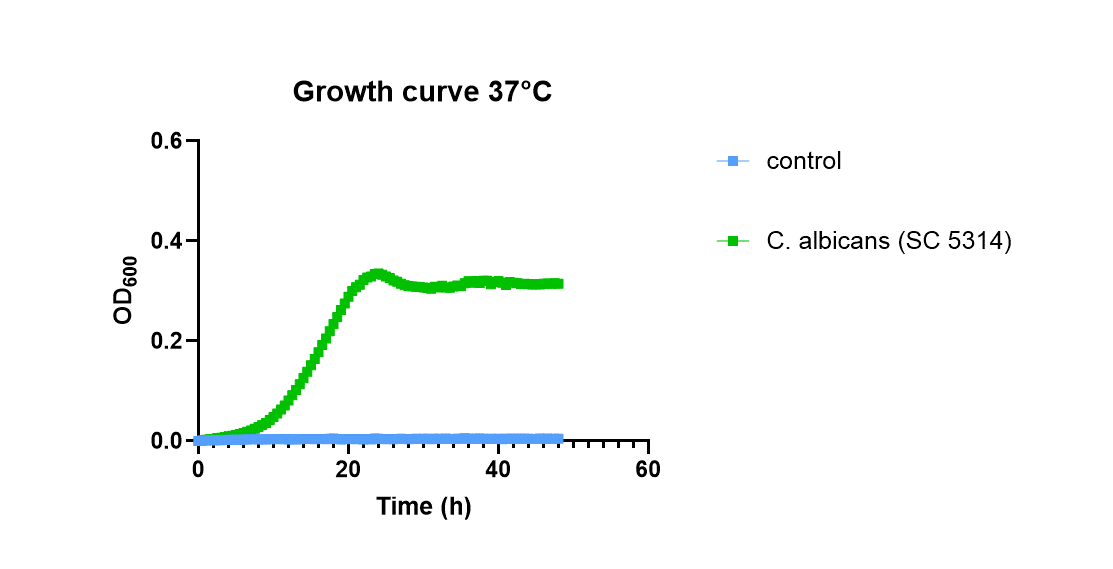 Growth curve 37°C
0.6
0.4
0.2
0.0
OD600
0 20 40 60
Time (h)
control
C. albicans (SC 5314)